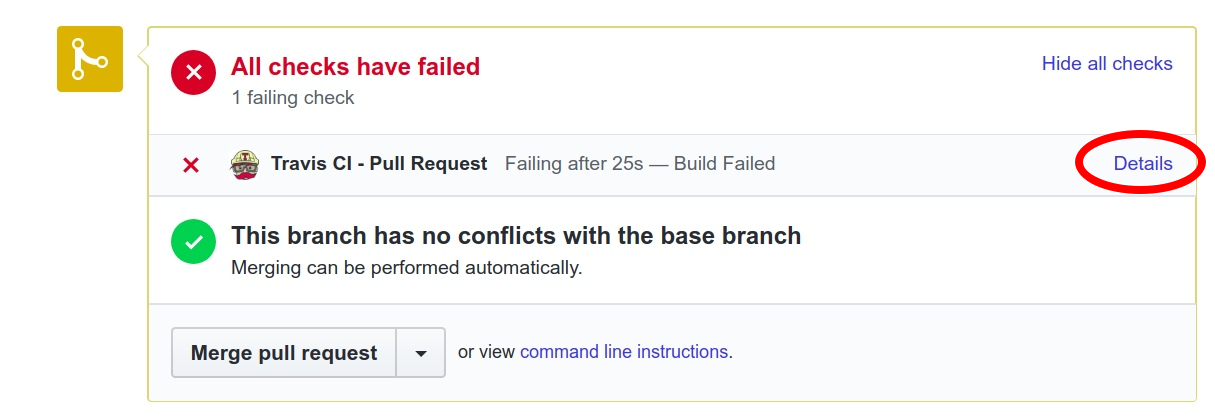 All checks have failed
Hide all checks
1 failing check
Travis CI - Pull Request Failing after 25s — Build Failed
Details
This branch has no conflicts with the base branch
Merging can be performed automatically.
Merge pull request
or view command line instructions.